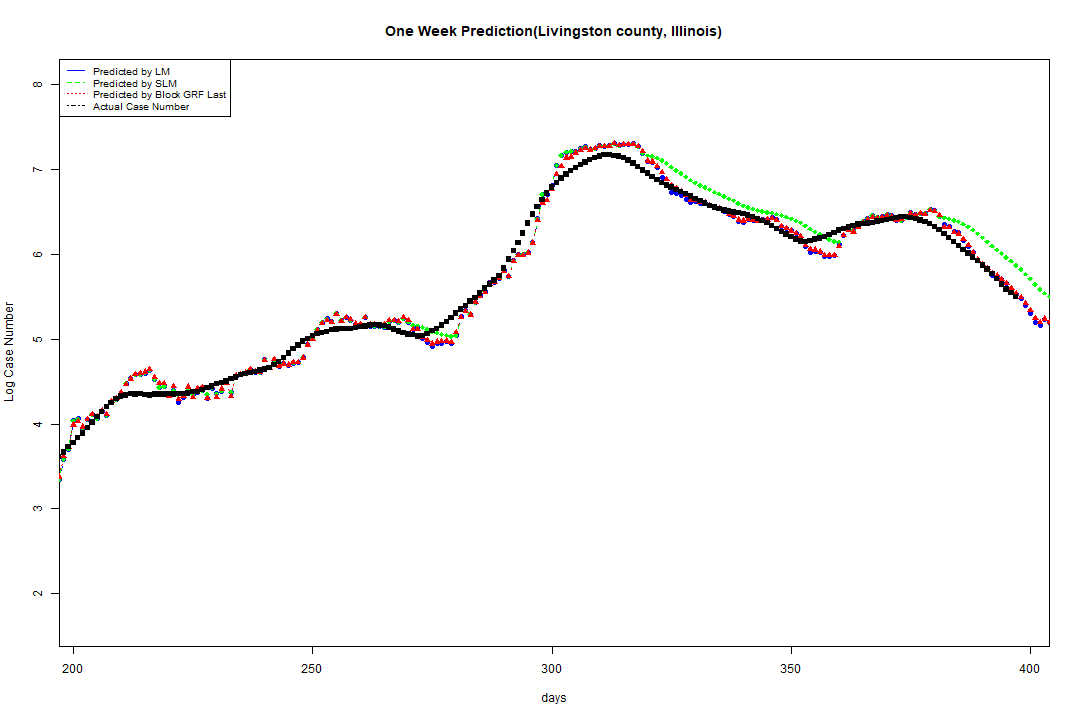 One Week Prediction(Livingston county, Illinois)
Predicted by LM
Predicted by SLM
Predicted by Block GRF Last
Actual Case Number
8
7
6
5
4
3
2
Log Case Number
200 250 300 350 400
days